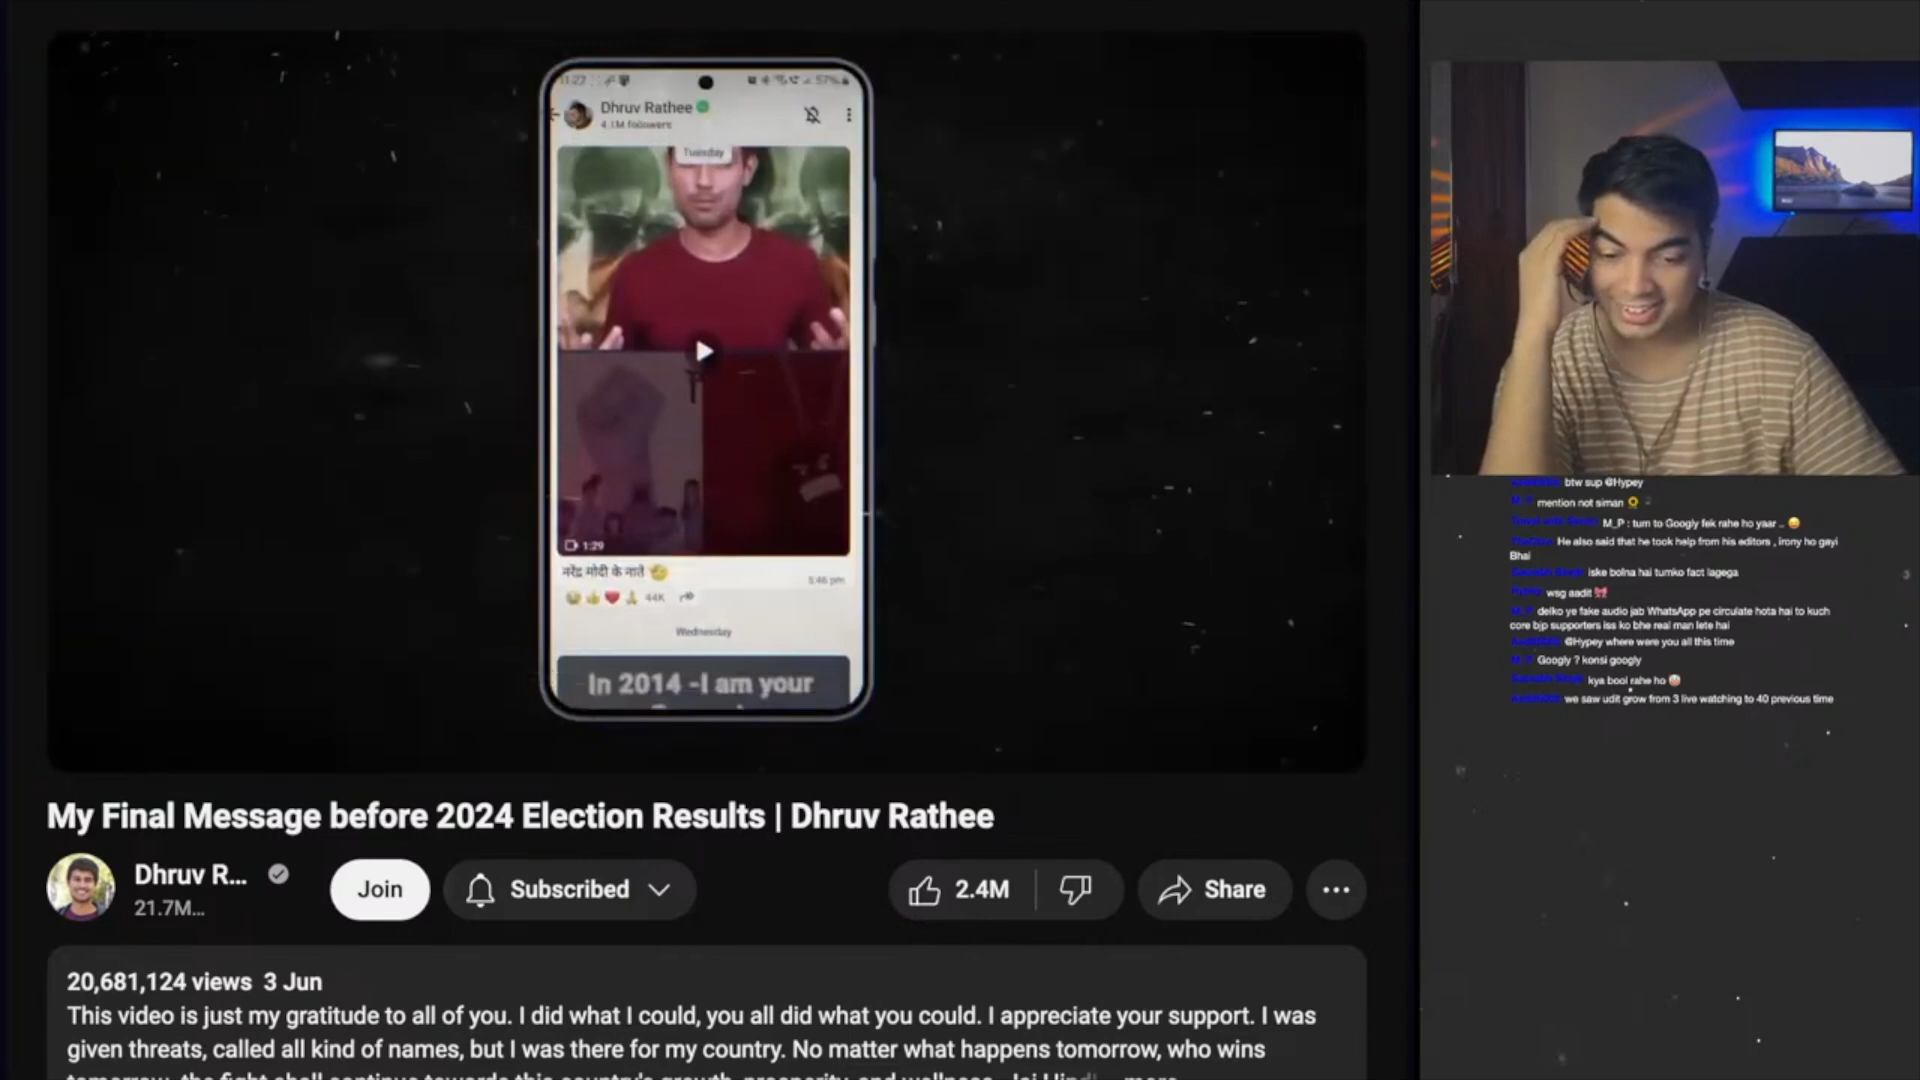 11:27
57%
Dhruv Rathee
4.1M followers
Tuesday
1:29
नरेंद्र मोदी के नाते
5:46 pm
44K
Wednesday
In 2014 -I am your
My Final Message before 2024 Election Results | Dhruv Rathee
Dhruv R...
21.7M...
Join
Subscribed
2.4M
Share
20,681,124 views 3 Jun
This video is just my gratitude to all of you. I did what I could, you all did what you could. I appreciate your support. I was
given threats, called all kind of names, but I was there for my country. No matter what happens tomorrow, who wins
btw sup @Hypey
M_P mention not siman
M_P : tum to Googly fek rahe ho yaar ..
He also said that he took help from his editors , irony ho gayi
Bhai
iske bolna hai tumko fact lagega
wsg aadit
M_P deko ye fake audio jab WhatsApp pe circulate hota hai to kuch
core bjp supporters iss ko bhe real man lete hai
@Hypey where were you all this time
M_P Googly ? konsi googly
kya bool rahe ho
we saw udit grow from 3 live watching to 40 previous time